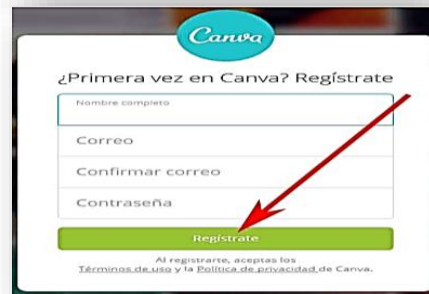 Canva
¿Primera vez en Canva? Regístrate
Nombre completo
Correo
Confirmar correo
Contraseña
Regístrate
Al registrarte, aceptas los
Términos de uso y la Política de privacidad de Canva.